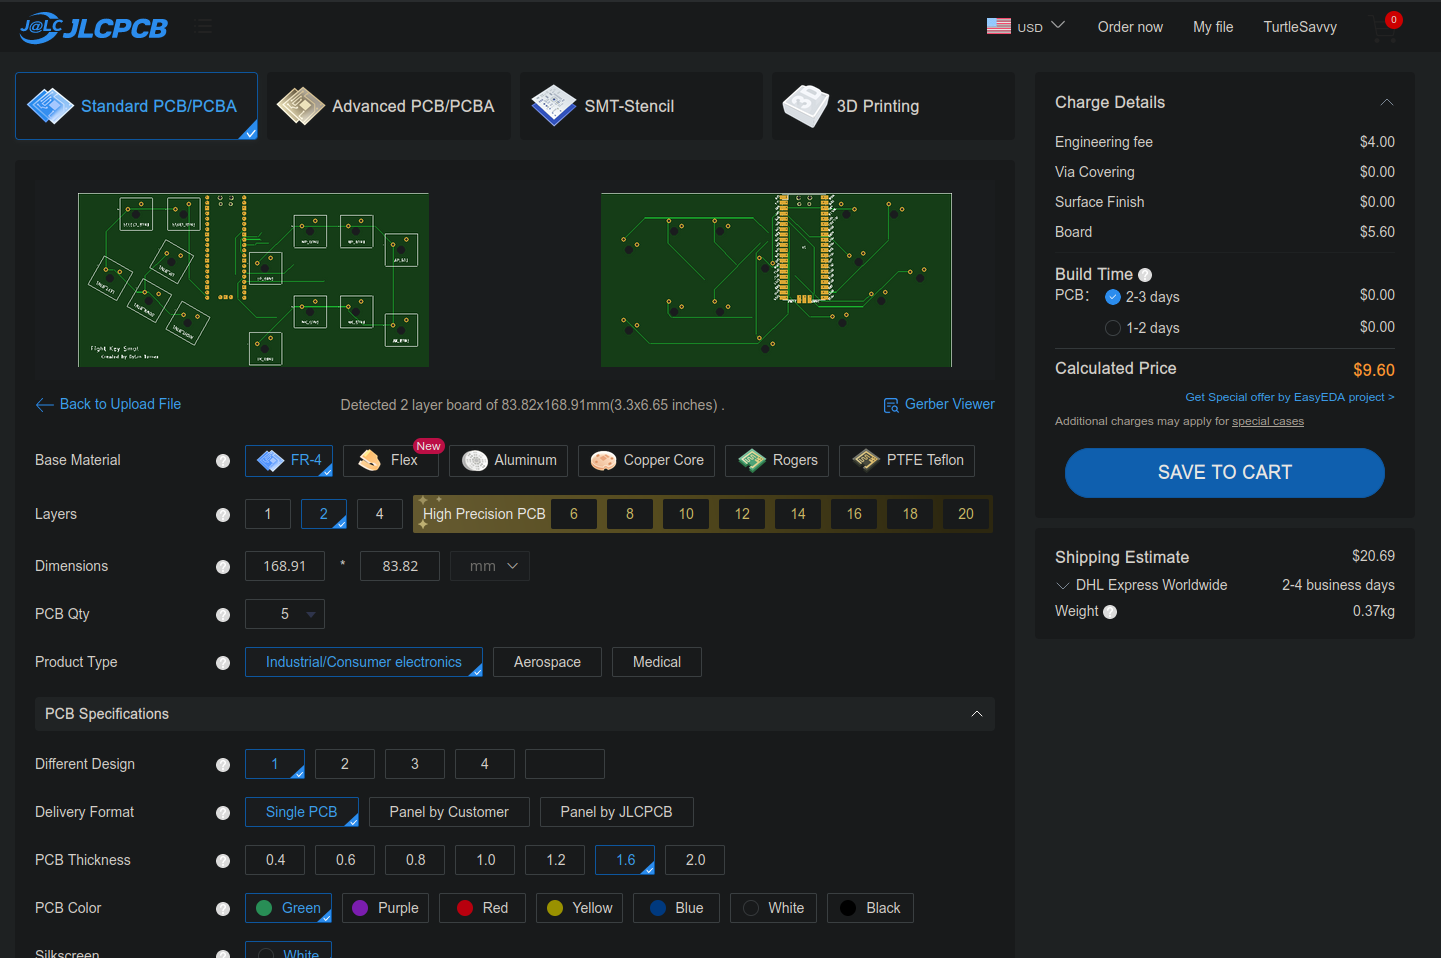 J@LC JLCPCB
USD
Order now
My file
TurtleSavvy
0
Standard PCB/PCBA
Advanced PCB/PCBA
SMT-Stencil
3D Printing
Fight Key Smol
Back to Upload File
Detected 2 layer board of 83.82x168.91mm(3.3x6.65 inches) .
Gerber Viewer
Base Material ? FR-4 Flex New Aluminum Copper Core Rogers PTFE Teflon
Layers ? 1 2 4 High Precision PCB 6 8 10 12 14 16 18 20
Dimensions ? 168.91 * 83.82 mm
PCB Qty ? 5
Product Type ? Industrial/Consumer electronics Aerospace Medical
PCB Specifications
Different Design ? 1 2 3 4
Delivery Format ? Single PCB Panel by Customer Panel by JLCPCB
PCB Thickness ? 0.4 0.6 0.8 1.0 1.2 1.6 2.0
PCB Color ? Green Purple Red Yellow Blue White Black
Silkscreen ? White
Charge Details
Engineering fee $4.00
Via Covering $0.00
Surface Finish $0.00
Board $5.60
Build Time ?
PCB: 2-3 days $0.00
1-2 days $0.00
Calculated Price $9.60
Get Special offer by EasyEDA project >
Additional charges may apply for special cases
SAVE TO CART
Shipping Estimate $20.69
DHL Express Worldwide 2-4 business days
Weight ? 0.37kg